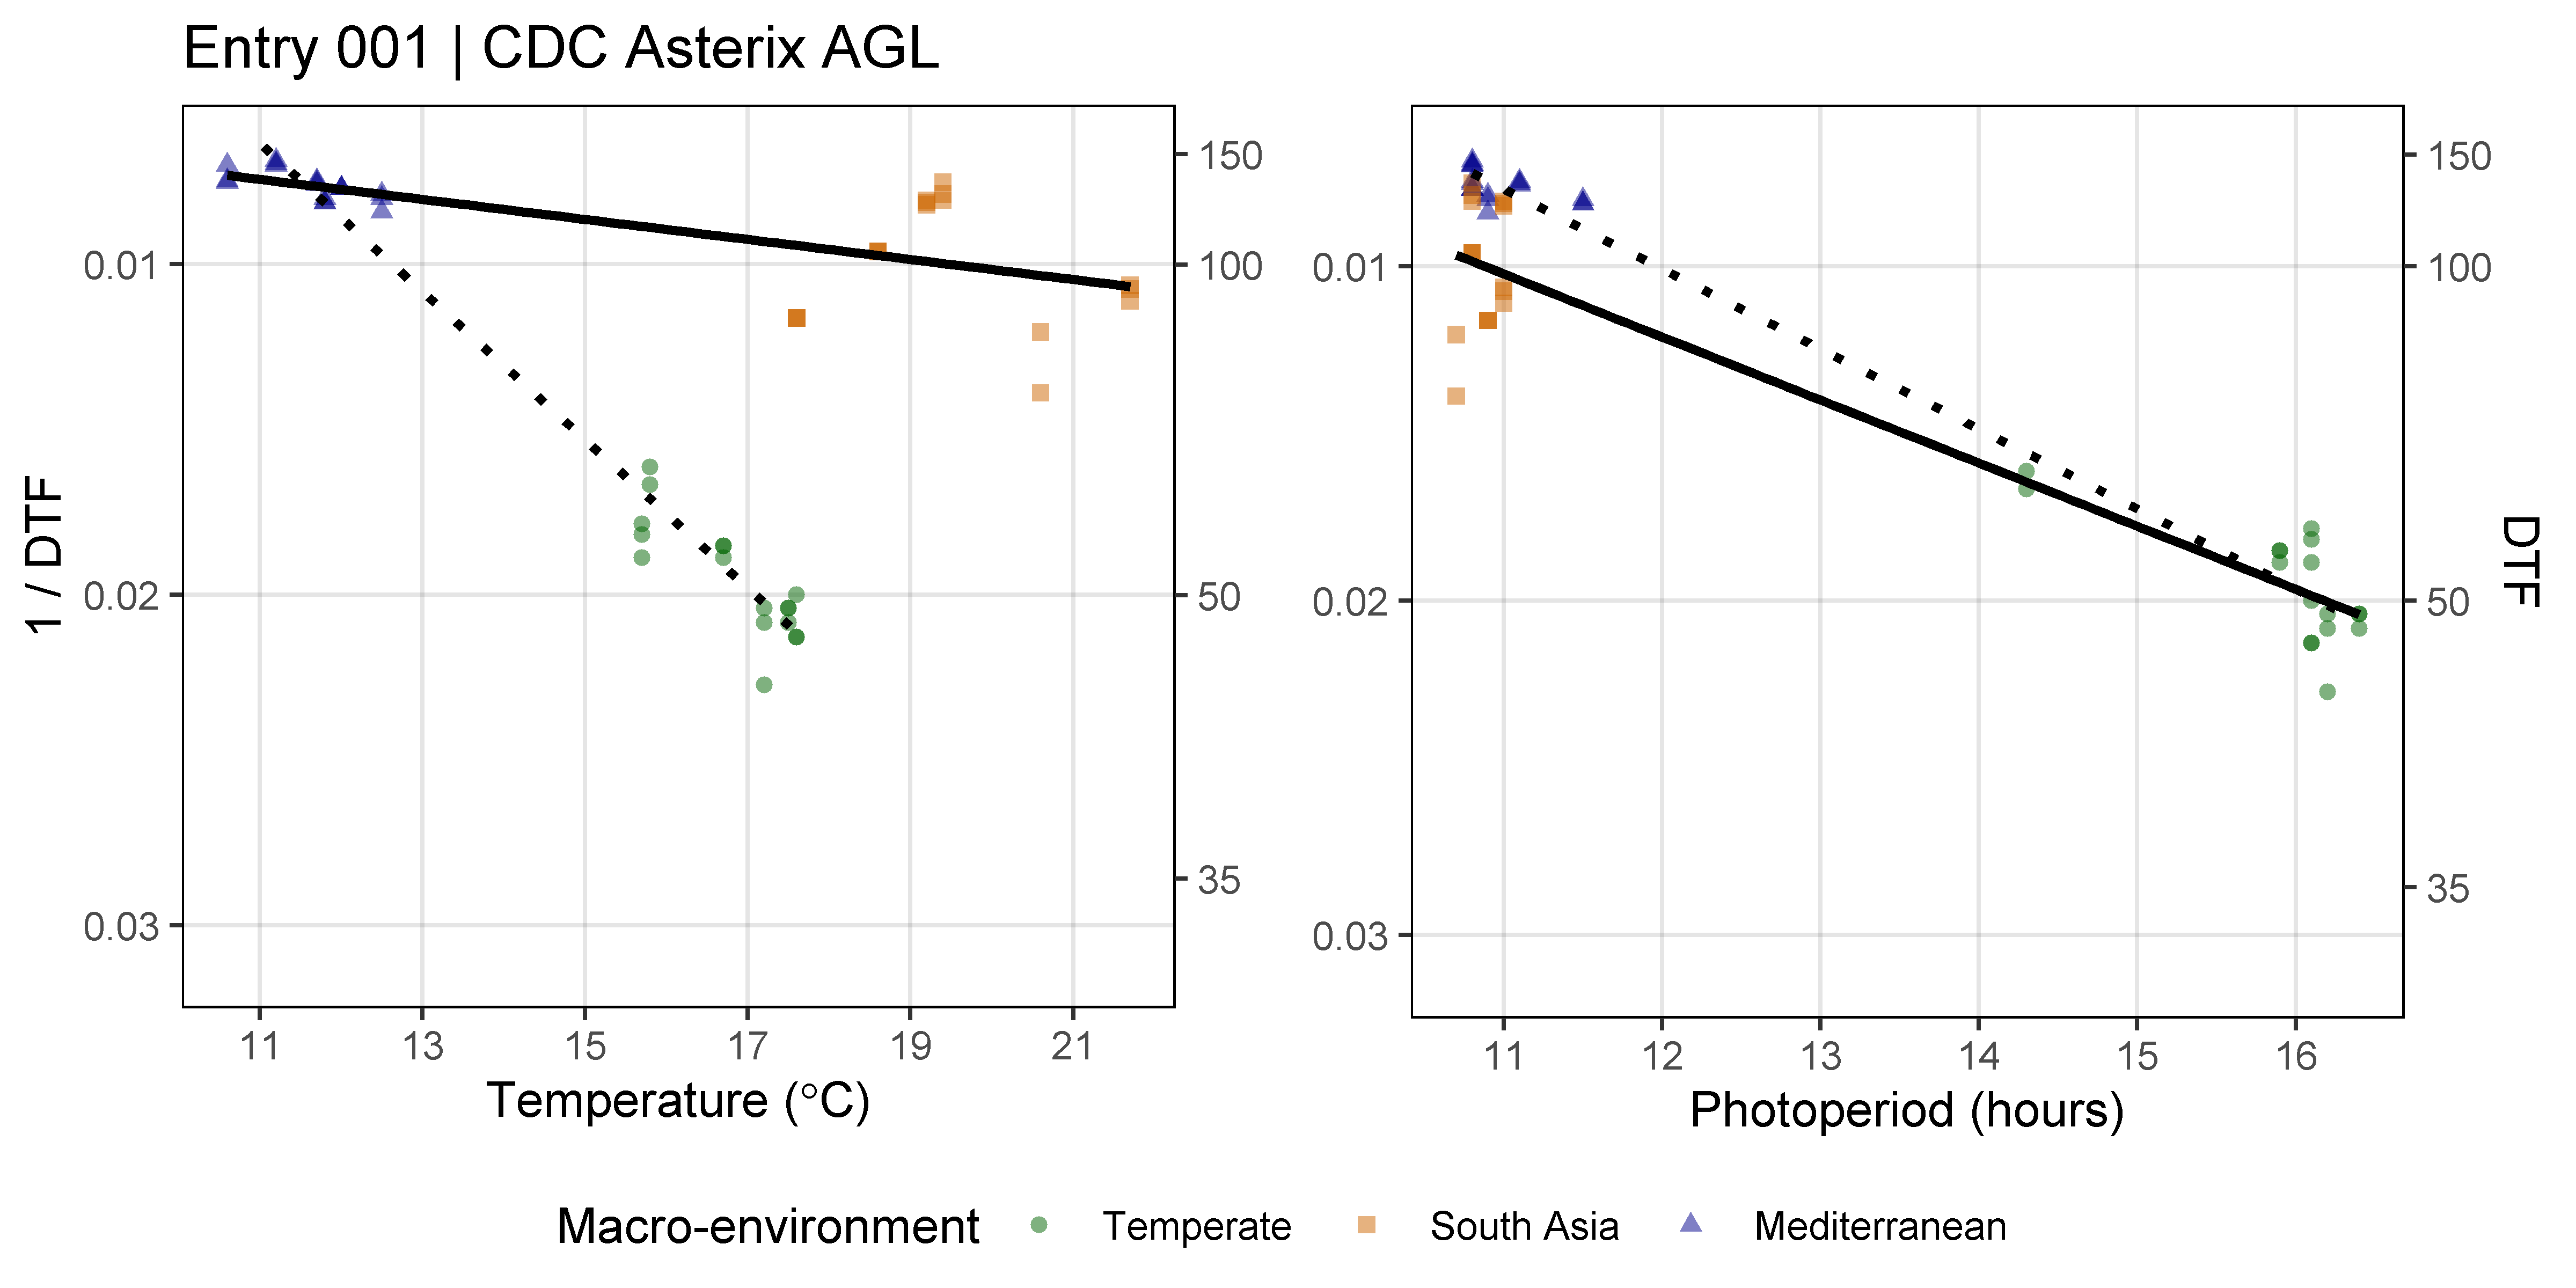 Entry 001 | CDC Asterix AGL
1 / DTF
0.01
0.02
0.03
150
100
50
35
11 13 15 17 19 21
Temperature (°C)
0.01
0.02
0.03
150
100
50
35
DTF
11 12 13 14 15 16
Photoperiod (hours)
Macro-environment Temperate South Asia Mediterranean